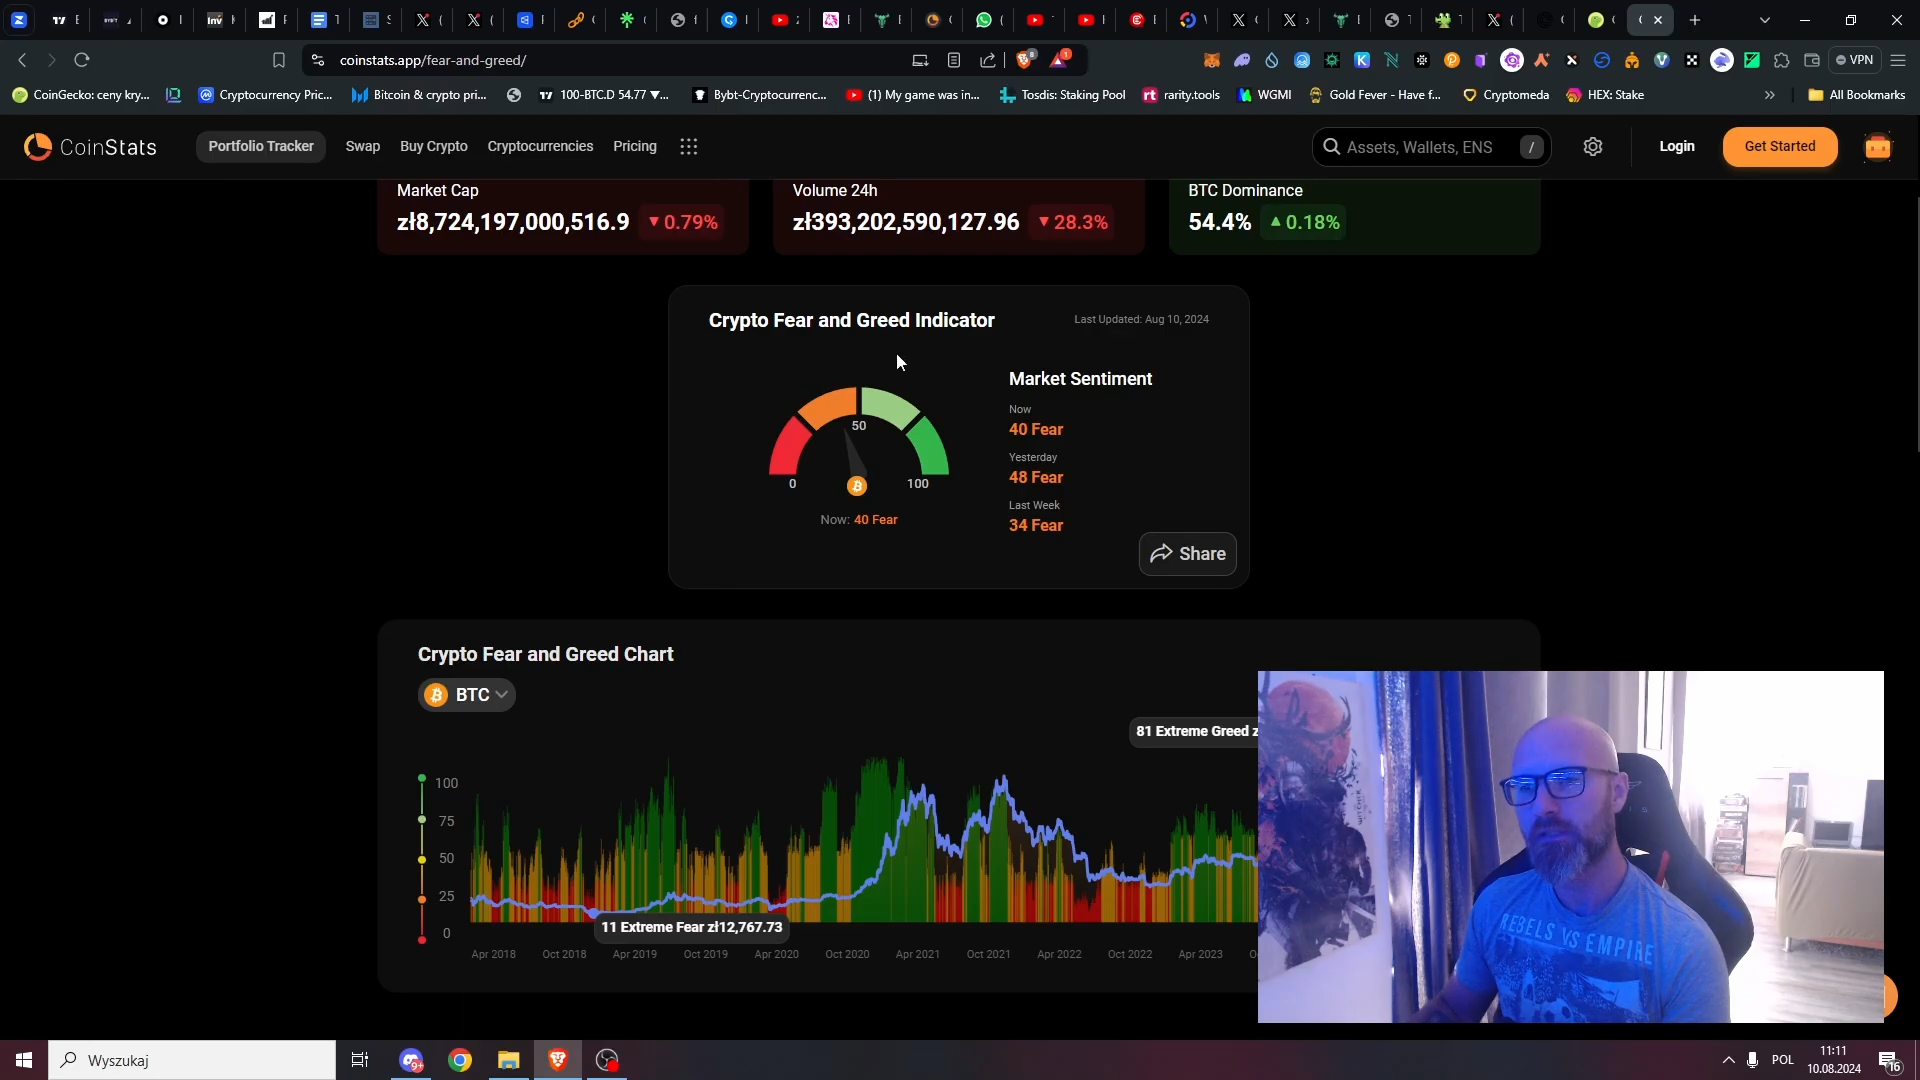 coinstats.app/fear-and-greed/
VPN
CoinGecko: ceny kry...
Cryptocurrency Pric...
Bitcoin & crypto pri...
100-BTC.D 54.77 ▼...
Bybt-Cryptocurrenc...
(1) My game was in...
Tosdis: Staking Pool
rarity.tools
WGMI
Gold Fever - Have f...
Cryptomeda
HEX: Stake
All Bookmarks
CoinStats
Portfolio Tracker
Swap
Buy Crypto
Cryptocurrencies
Pricing
Assets, Wallets, ENS
/
Login
Get Started
Market Cap
zł8,724,197,000,516.9
▼0.79%
Volume 24h
zł393,202,590,127.96
▼28.3%
BTC Dominance
54.4%
▲0.18%
Crypto Fear and Greed Indicator
Last Updated: Aug 10, 2024
50
0
100
Now: 40 Fear
Market Sentiment
Now
40 Fear
Yesterday
48 Fear
Last Week
34 Fear
Share
Crypto Fear and Greed Chart
BTC
81 Extreme Greed z
100
75
50
25
0
11 Extreme Fear zł12,767.73
Apr 2018
Oct 2018
Apr 2019
Oct 2019
Apr 2020
Oct 2020
Apr 2021
Oct 2021
Apr 2022
Oct 2022
Apr 2023
REBELS VS EMPIRE
Wyszukaj
9+
POL
11:11
10.08.2024
16